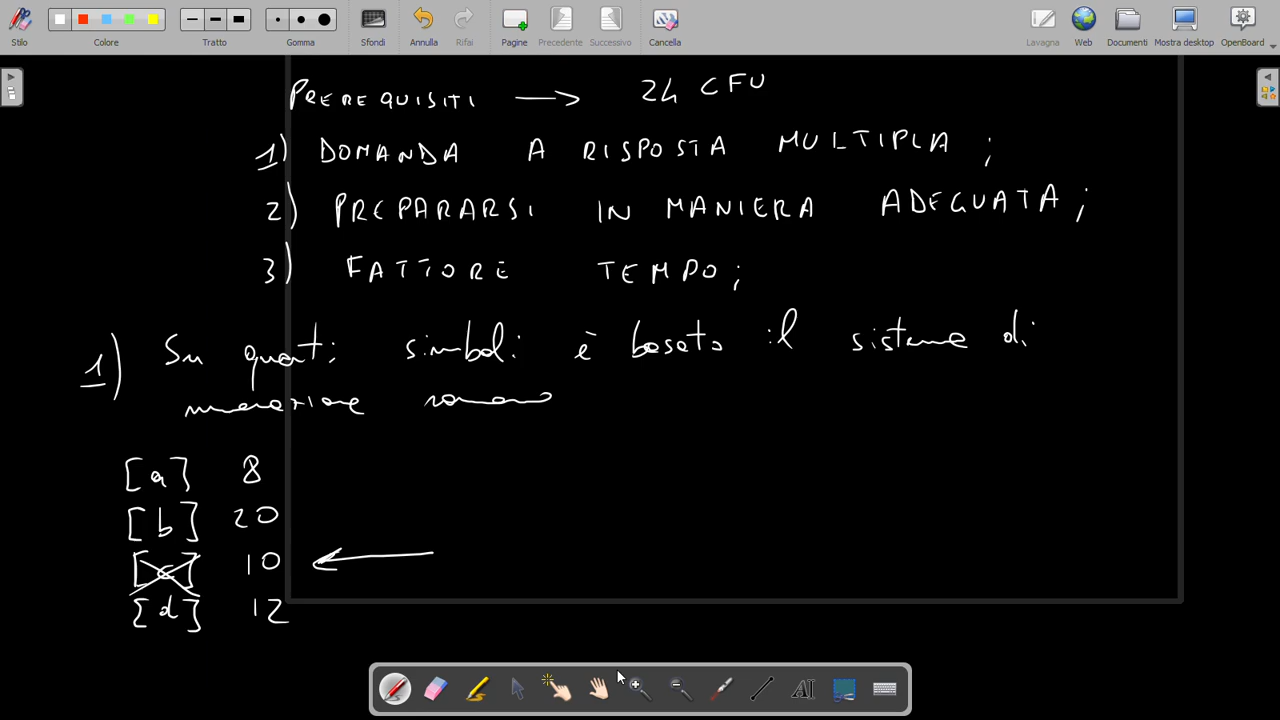 Stilo Colore Tratto Gomma Sfondi Annulla Rifai Pagine Precedente Successivo Cancella Lavagna Web Documenti Mostra desktop OpenBoard
PREREQUISITI → 24 CFU
1) DOMANDA A RISPOSTA MULTIPLA ;
2) PREPARARSI IN MANIERA ADEGUATA ;
3) FATTORE TEMPO ;
1) Su quanti simboli è basato il sistema di
numerazione romano
[a] 8
[b] 20
[c] 10
[d] 12
AI